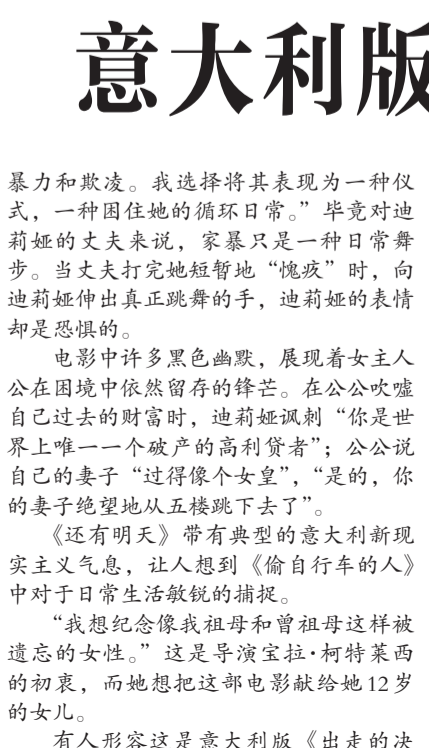 意大利版
暴力和欺凌。我选择将其表现为一种仪
式，一种困住她的循环日常。”毕竟对迪
莉娅的丈夫来说，家暴只是一种日常舞
步。当丈夫打完她短暂地“愧疚”时，向
迪莉娅伸出真正跳舞的手，迪莉娅的表情
却是恐惧的。
电影中许多黑色幽默，展现着女主人
公在困境中依然留存的锋芒。在公公吹嘘
自己过去的财富时，迪莉娅讽刺“你是世
界上唯一一个破产的高利贷者”；公公说
自己的妻子“过得像个女皇”，“是的，你
的妻子绝望地从五楼跳下去了”。
《还有明天》带有典型的意大利新现
实主义气息，让人想到《偷自行车的人》
中对于日常生活敏锐的捕捉。
“我想纪念像我祖母和曾祖母这样被
遗忘的女性。”这是导演宝拉·柯特莱西
的初衷，而她想把这部电影献给她12岁
的女儿。
有人形容这是意大利版《出走的决